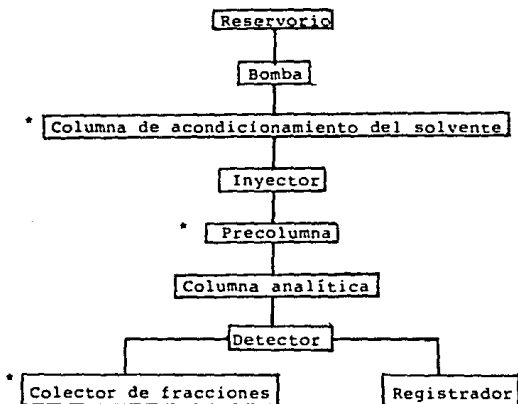 Reservorio
Bomba
* Columna de acondicionamiento del solvente
Inyector
* Precolumna
Columna analítica
Detector
* Colector de fracciones
Registrador